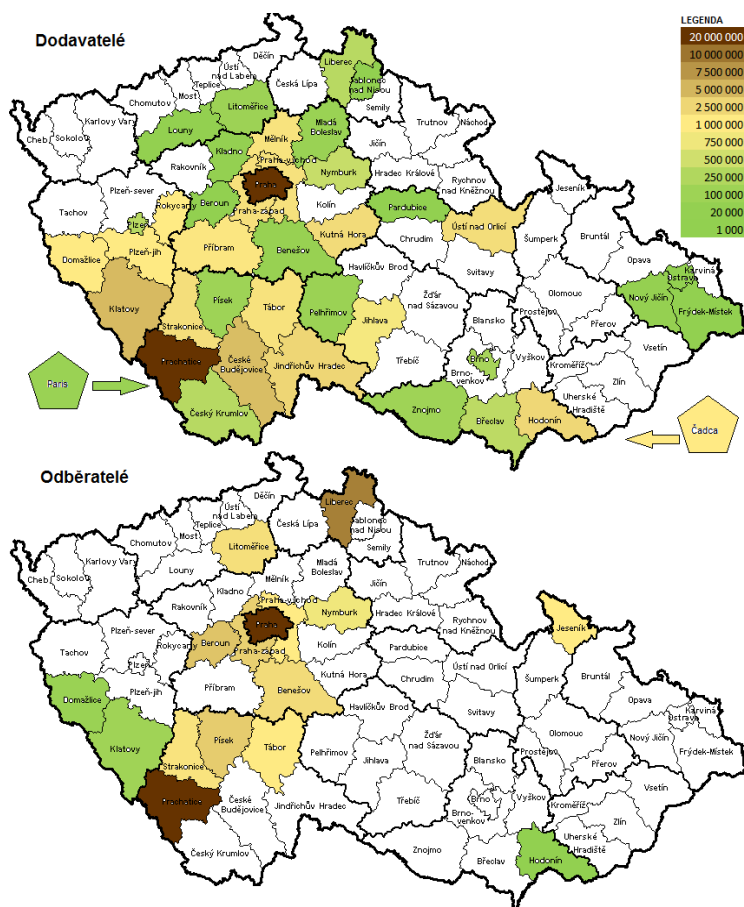 LEGENDA
20 000 000
10 000 000
7500 000
5000 000
2500 000
1 000 000
750 000
500 000
250 000
100 000
20 000
1 000
Dodavatelé
Děčín
Ústí
nad Labem
Teplice
Most
Chomutov
Česká Lípa
Liberec
Jablonec
nad Nisou
Semily
Karlovy Vary
Sokolov
Cheb
Litoměřice
Louny
Mělník
Mladá
Boleslav
Jičín
Trutnov
Náchod
Kladno
Rakovník
Praha-východ
Praha
Praha-západ
Nymburk
Hradec Králové
Rychnov
nad Kněžnou
Jeseník
Plzeň-sever
Tachov
Rokycany
Beroun
Kolín
Pardubice
Plzeň
Kutná Hora
Ústí nad Orlicí
Šumperk
Bruntál
Opava
Karviná
Ostrava
Domažlice
Plzeň-jih
Příbram
Benešov
Chrudim
Svitavy
Havlíčkův Brod
Olomouc
Nový Jičín
Frýdek-Místek
Klatovy
Písek
Tábor
Pelhřimov
Žďár
nad Sázavou
Blansko
Prostějov
Přerov
Strakonice
Jihlava
Vsetín
Prachatice
České
Budějovice
Jindřichův Hradec
Třebíč
Brno
Brno-
venkov
Vyškov
Kroměříž
Zlín
Uherské
Hradiště
Paris
Český Krumlov
Znojmo
Břeclav
Hodonín
Čadca
Odběratelé
Děčín
Ústí
nad Labem
Teplice
Most
Chomutov
Česká Lípa
Liberec
Jablonec
nad Nisou
Semily
Karlovy Vary
Sokolov
Cheb
Litoměřice
Louny
Mělník
Mladá
Boleslav
Jičín
Trutnov
Náchod
Kladno
Rakovník
Praha-východ
Praha
Praha-západ
Nymburk
Hradec Králové
Rychnov
nad Kněžnou
Jeseník
Plzeň-sever
Tachov
Rokycany
Beroun
Kolín
Pardubice
Plzeň
Kutná Hora
Ústí nad Orlicí
Šumperk
Bruntál
Opava
Karviná
Ostrava
Domažlice
Plzeň-jih
Příbram
Benešov
Chrudim
Svitavy
Havlíčkův Brod
Olomouc
Nový Jičín
Frýdek-Místek
Klatovy
Písek
Tábor
Pelhřimov
Žďár
nad Sázavou
Blansko
Prostějov
Přerov
Strakonice
Jihlava
Vsetín
Prachatice
České
Budějovice
Jindřichův Hradec
Třebíč
Brno
Brno-
venkov
Vyškov
Kroměříž
Zlín
Uherské
Hradiště
Český Krumlov
Znojmo
Břeclav
Hodonín